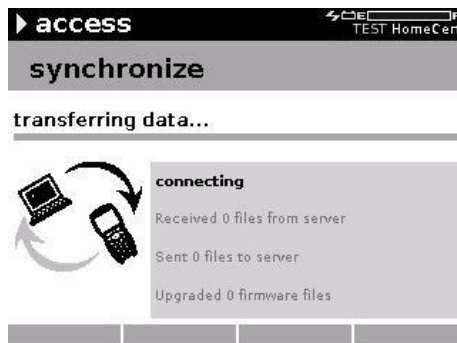 access
E
F
TEST HomeCen
synchronize
transferring data...
connecting
Received 0 files from server
Sent 0 files to server
Upgraded 0 firmware files